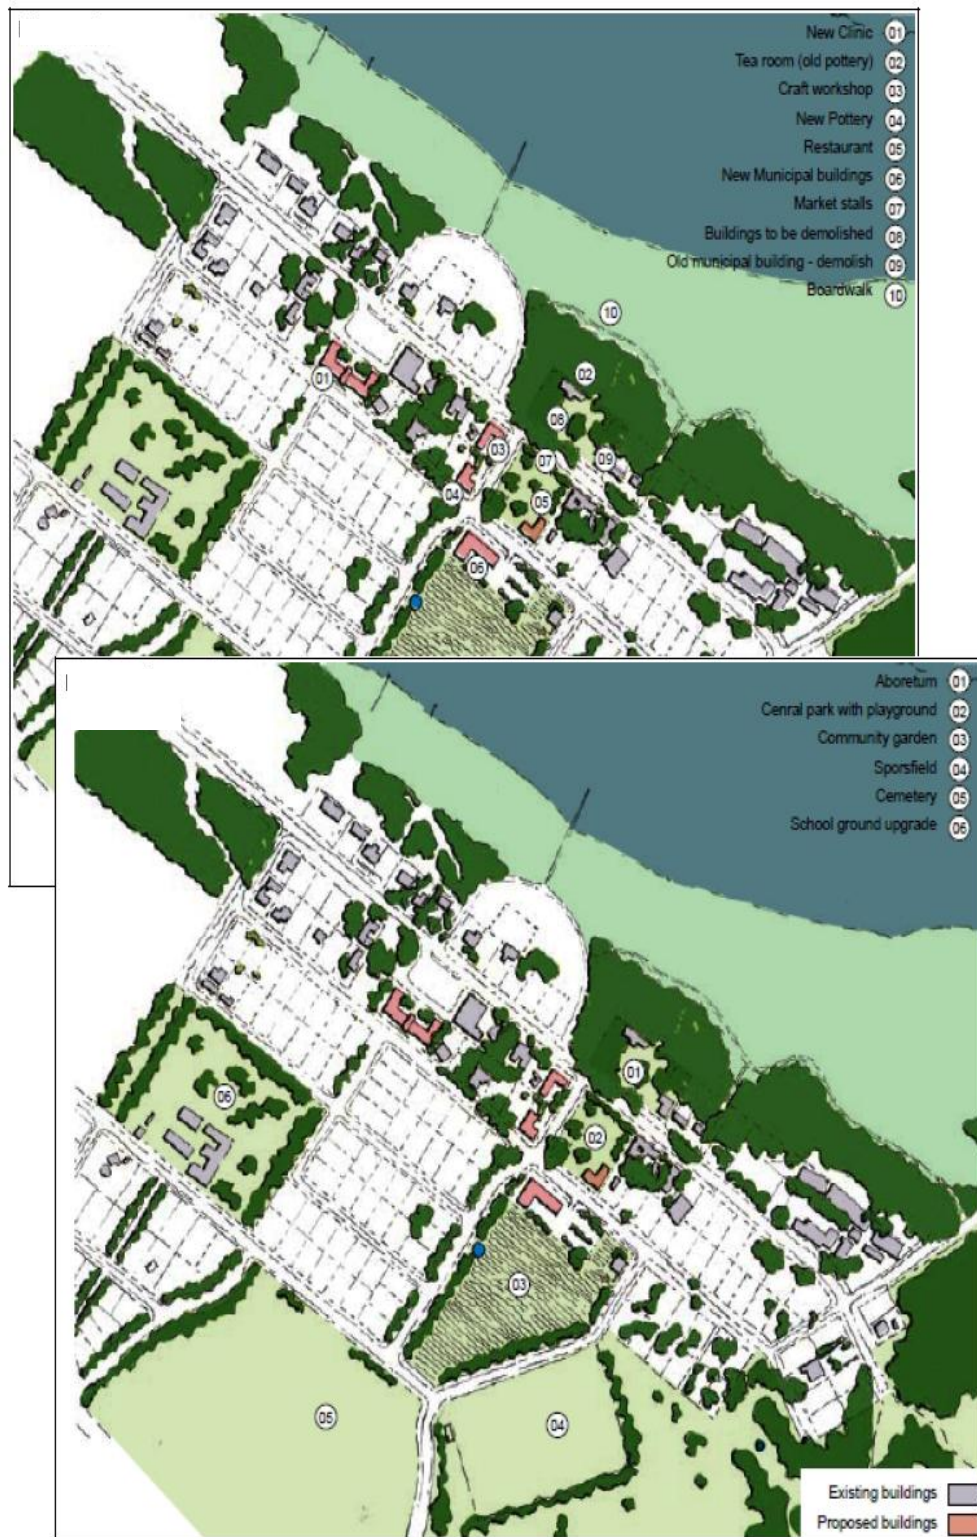 New Clinic 01
Tea room (old pottery) 02
Craft workshop 03
New Pottery 04
Restaurant 05
New Municipal buildings 06
Market stalls 07
Buildings to be demolished 08
Old municipal building - demolish 09
Boardwalk 10
10
02
01
08
03
07
09
04
05
06
Aboretum 01
Cenral park with playground 02
Community garden 03
Sporsfield 04
Cemetery 05
School ground upgrade 06
01
06
02
03
05
04
Existing buildings
Proposed buildings